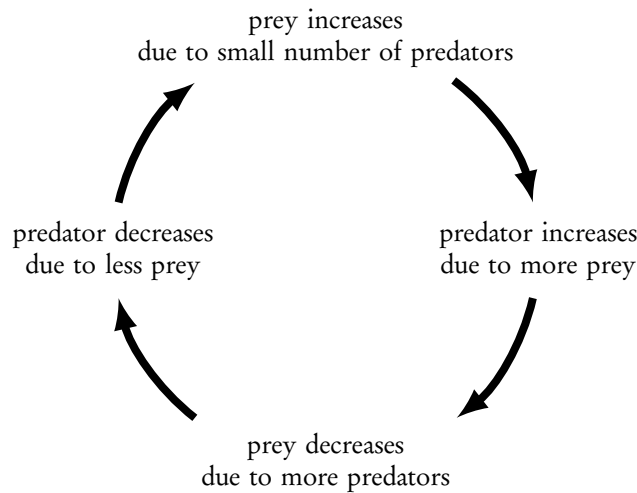 prey increases
due to small number of predators
predator decreases
due to less prey
predator increases
due to more prey
prey decreases
due to more predators